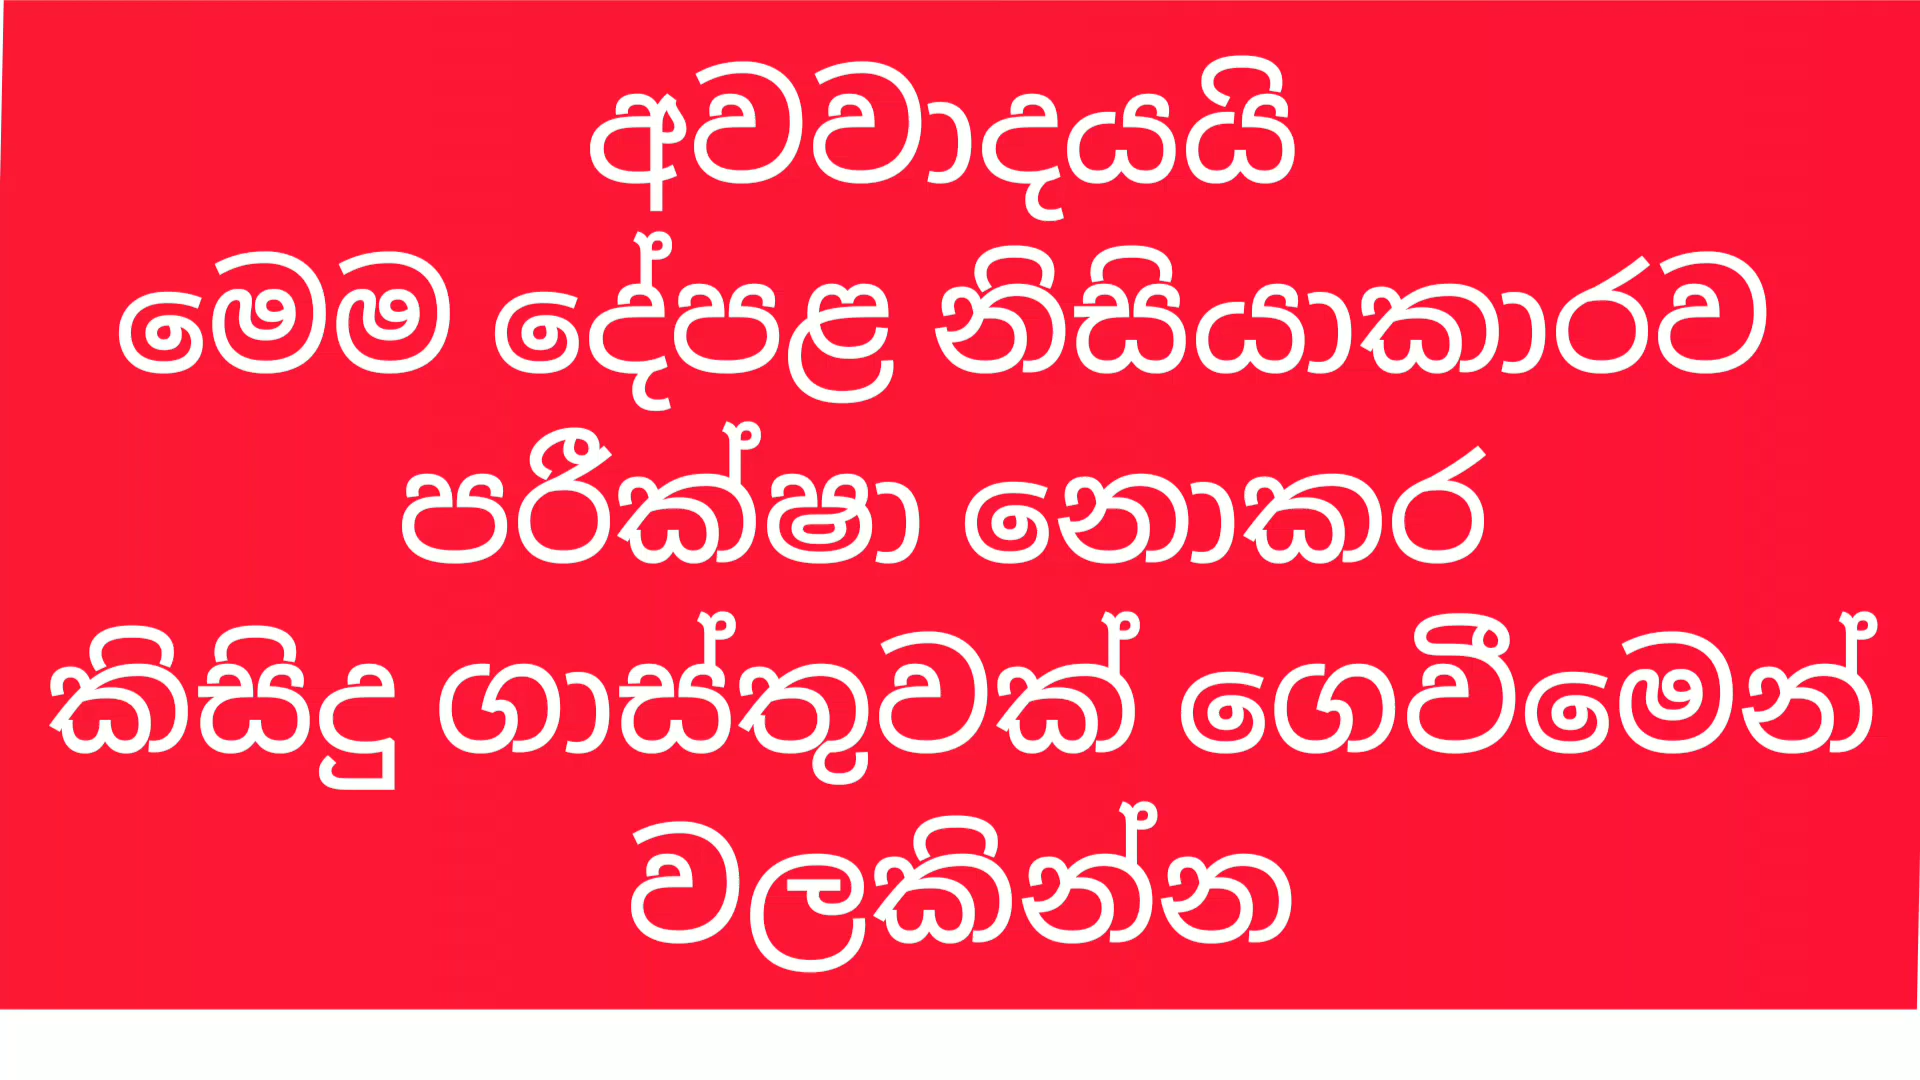 අවවාදයයි
මෙම දේපළ නිසියාකාරව
පරීක්ෂා නොකර
කිසිදු ගාස්තුවක් ගෙවීමෙන්
වලකින්න